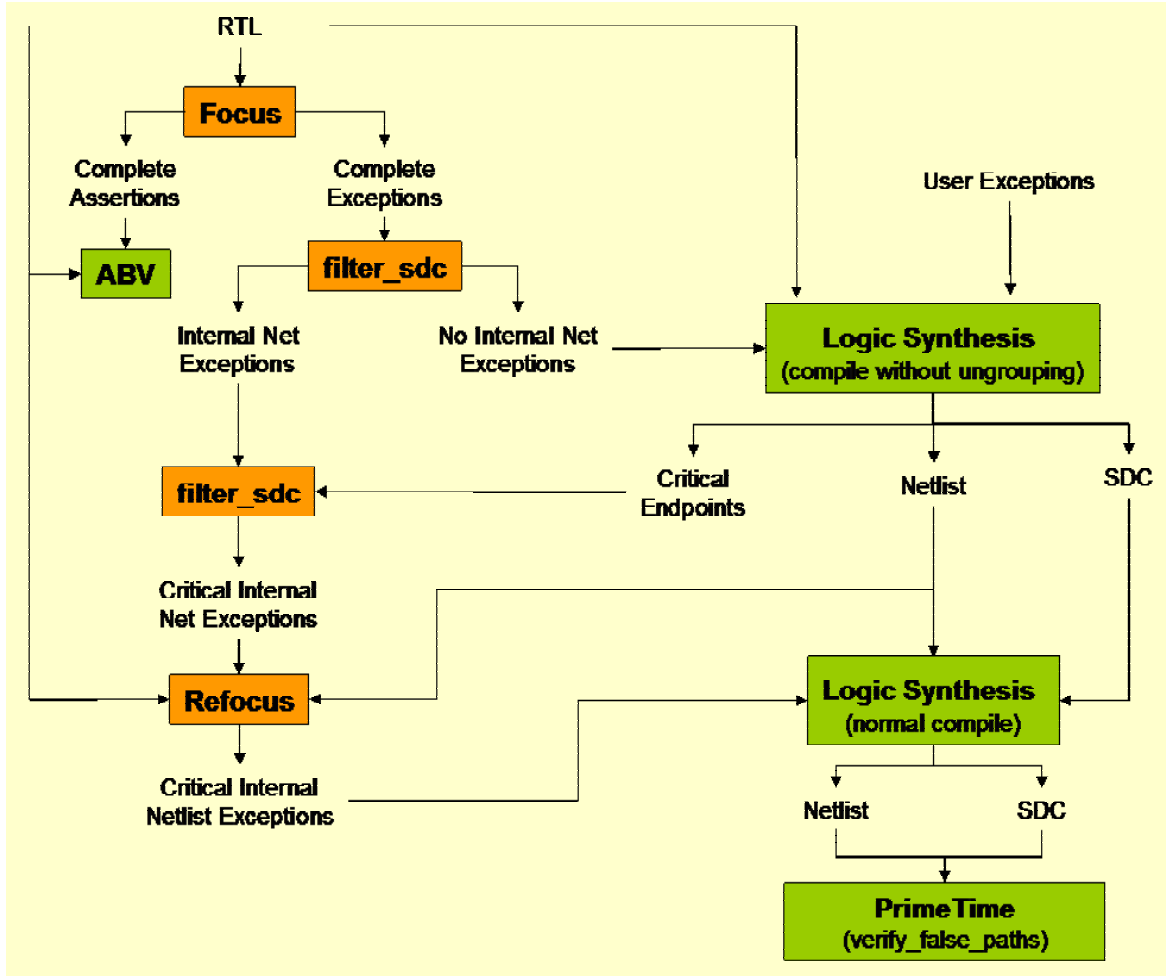 RTL
Focus
Complete
Assertions
Complete
Exceptions
User Exceptions
ABV
filter_sdc
Internal Net
Exceptions
No Internal Net
Exceptions
Logic Synthesis
(compile without ungrouping)
filter_sdc
Critical
Endpoints
Netlist
SDC
Critical Internal
Net Exceptions
Refocus
Logic Synthesis
(normal compile)
Critical Internal
Netlist Exceptions
Netlist
SDC
PrimeTime
(verify_false_paths)